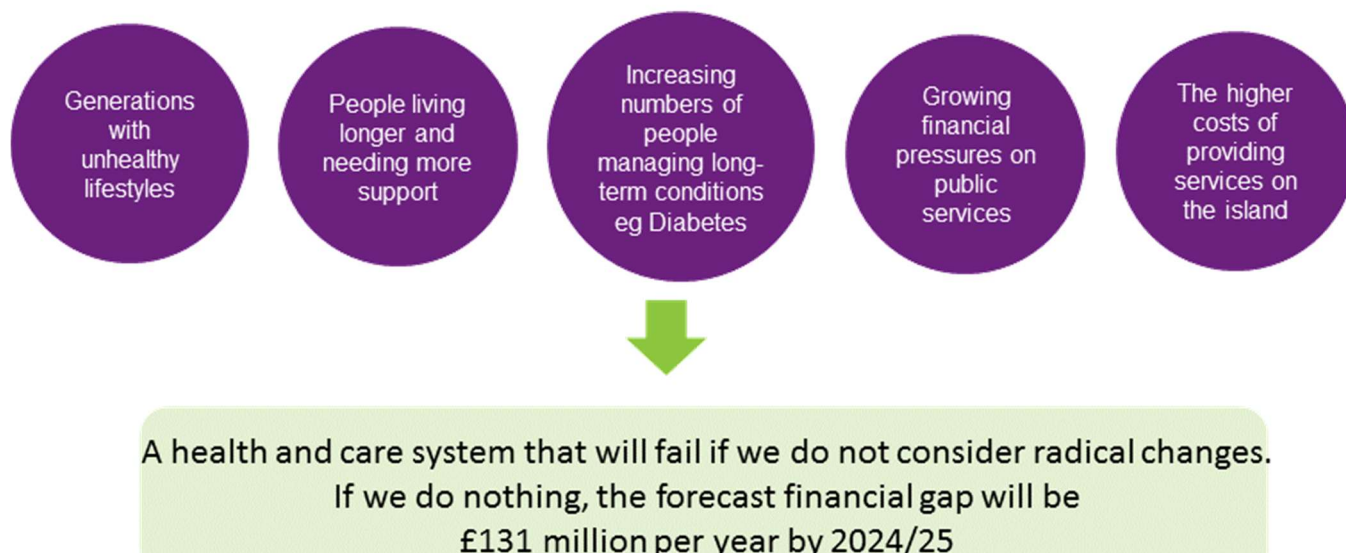 Generations
with
unhealthy
lifestyles
People living
longer and
needing more
support
Increasing
numbers of
people
managing long-
term conditions
eg Diabetes
Growing
financial
pressures on
public
services
The higher
costs of
providing
services on
the island
A health and care system that will fail if we do not consider radical changes.
If we do nothing, the forecast financial gap will be
£131 million per year by 2024/25